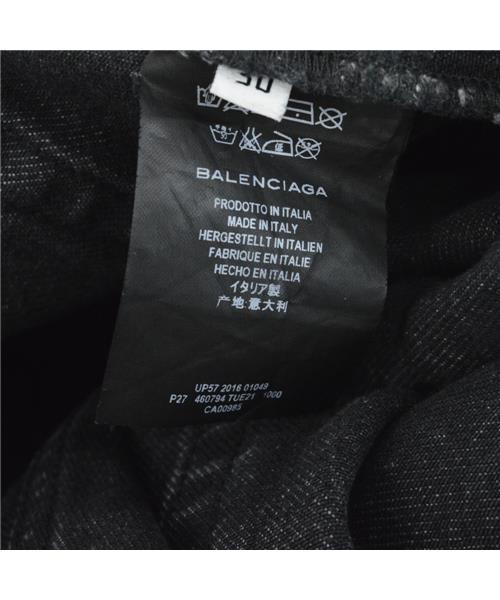 30
BALENCIAGA
PRODOTTO IN ITALIA
MADE IN ITALY
HERGESTELLT IN ITALIEN
FABRIQUE EN ITALIE
HECHO EN ITALIA
イタリア製
产地:意大利
UP57 2016 01049
P27 460794 TUE21 1000
CA00985